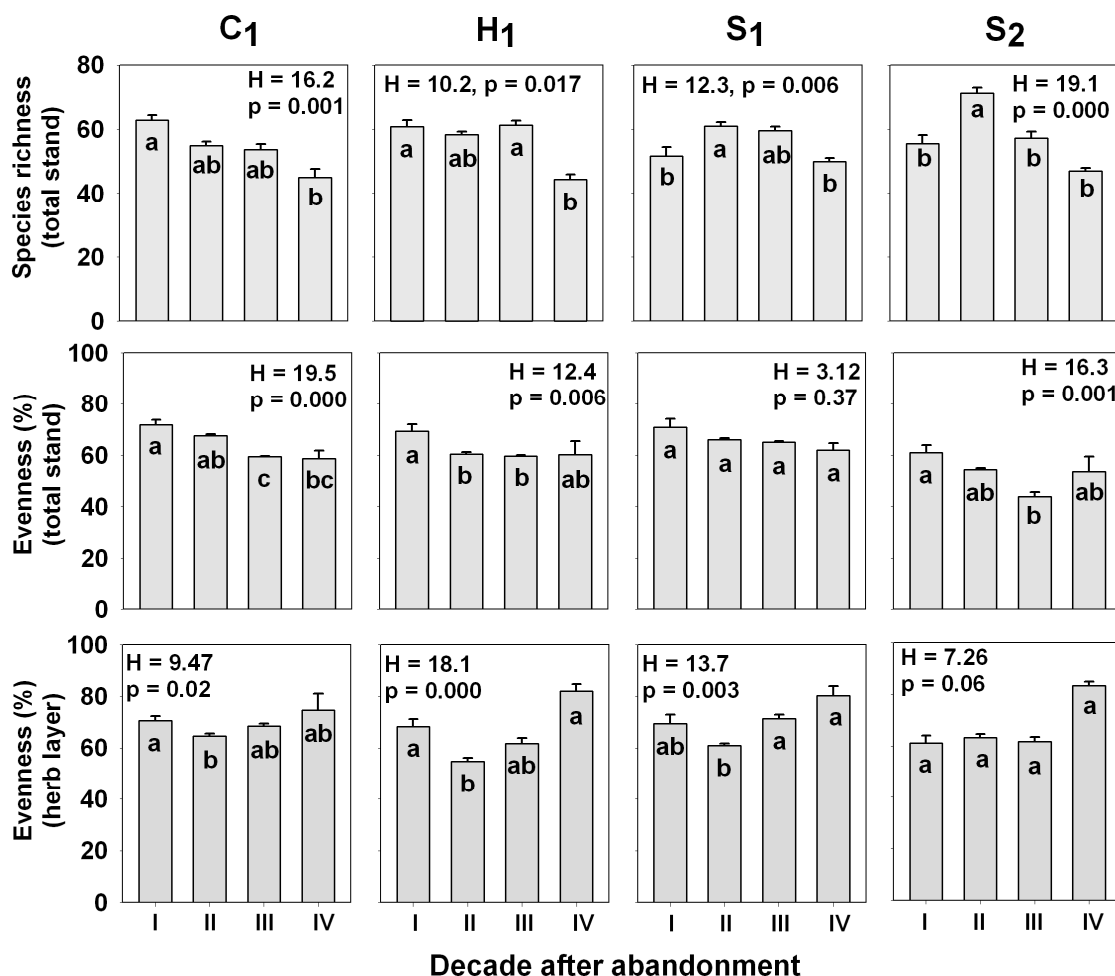 C1 H1 S1 S2
Species richness
(total stand)
80
60
40
20
0
H = 16.2
p = 0.001
a ab ab b
H = 10.2, p = 0.017
a ab a b
H = 12.3, p = 0.006
b a ab b
H = 19.1
p = 0.000
b a b b
Evenness (%)
(total stand)
100
80
60
40
20
0
H = 19.5
p = 0.000
a ab c bc
H = 12.4
p = 0.006
a b b ab
H = 3.12
p = 0.37
a a a a
H = 16.3
p = 0.001
a ab b ab
Evenness (%)
(herb layer)
100
80
60
40
20
0
H = 9.47
p = 0.02
a b ab ab
H = 18.1
p = 0.000
a b ab a
H = 13.7
p = 0.003
ab b a a
H = 7.26
p = 0.06
a a a a
I II III IV I II III IV I II III IV I II III IV
Decade after abandonment